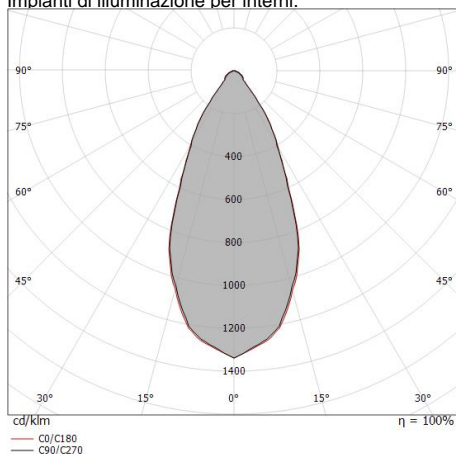 impianti di illuminazione per interni.
90° 90°
75° 75°
400
60° 60°
600
800
45° 45°
1000
1200
1400
30° 15° 0° 15° 30°
cd/klm η = 100%
C0/C180
C90/C270